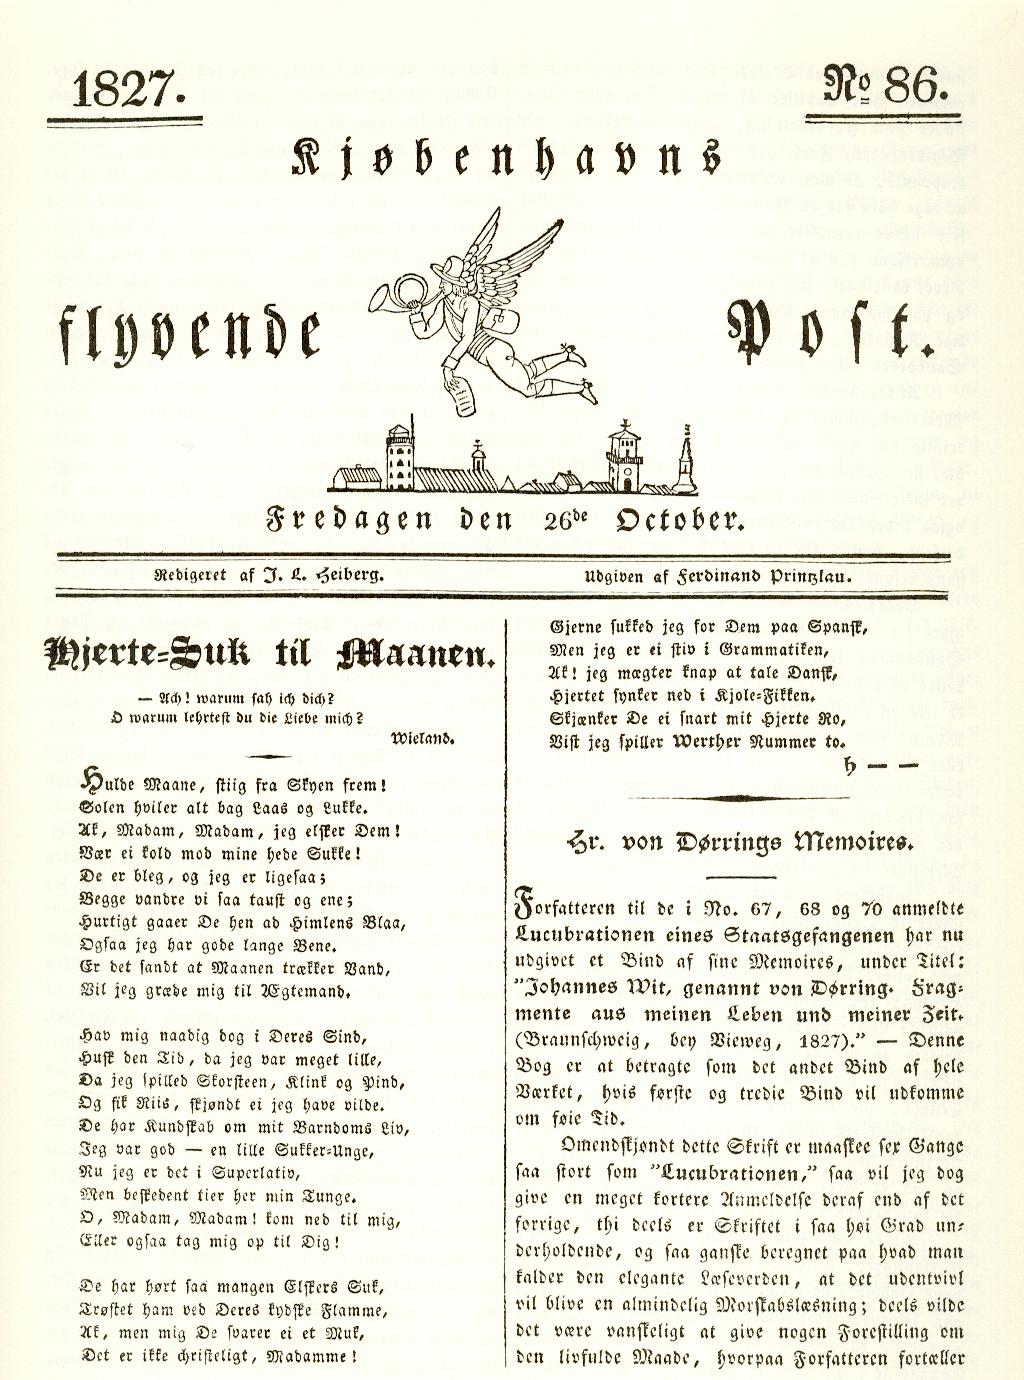 1827.
No 86.
Kjøbenhavns
flyvende Post.
Fredagen den 26de October.
Redigeret af J. L. Heiberg.
Udgiven af Ferdinand Printzlau.
Hjerte-Suk til Maanen.
— Ach! warum sah ich dich?
O warum lehrtest du die Liebe mich?
Wieland.
Hulde Maane, stiig fra Skyen frem!
Solen hviler alt bag Laas og Lukke.
Ak, Madam, Madam, jeg elsker Dem!
Vær ei kold mod mine hede Sukke!
De er bleg, og jeg er ligesaa;
Begge vandre vi saa taust og ene;
Hurtigt gaaer De hen ad Himlens Blaa,
Ogsaa jeg har gode lange Bene.
Er det sandt at Maanen trækker Vand,
Vil jeg græde mig til Ægtemand.
Hav mig naadig dog i Deres Sind,
Husk den Tid, da jeg var meget lille,
Da jeg spilled Skorsteen, Klink og Pind,
Og fik Riis, skjøndt ei jeg have vilde.
De har Kundskab om mit Barndoms Liv,
Jeg var god — en lille Sukker-Unge,
Nu jeg er det i Superlativ,
Men beskedent tier her min Tunge.
O, Madam, Madam! kom ned til mig,
Eller ogsaa tag mig op til Dig!
De har hørt saa mangen Elskers Suk,
Trøstet ham ved Deres kydske Flamme,
Ak, men mig De svarer ei et Muk,
Det er ikke christeligt, Madamme!
Gjerne sukked jeg for Dem paa Spansk,
Men jeg er ei stiv i Grammatiken,
Ak! jeg mægter knap at tale Dansk,
Hjertet synker ned i Kjole-Fikken.
Skjænker De ei snart mit Hjerte Ro,
Vist jeg spiller Werther Nummer to.
h — —
Hr. von Dørrings Memoires.
Forfatteren til de i No. 67, 68 og 70 anmeldte
Lucubrationen eines Staatsgefangenen har nu
udgivet et Bind af sine Memoires, under Titel:
"Johannes Wit, genannt von Dørring. Frag-
mente aus meinen Leben und meiner Zeit.
(Braunschweig, bey Vieweg, 1827)." — Denne
Bog er at betragte som det andet Bind af hele
Værket, hvis første og tredie Bind vil udkomme
om føie Tid.
Omendskjøndt dette Skrift er maaskee sex Gange
saa stort som "Lucubrationen," saa vil jeg dog
give en meget kortere Anmeldelse deraf end af det
forrige, thi deels er Skriftet i saa høi Grad un-
derholdende, og saa ganske beregnet paa hvad man
kalder den elegante Læseverden, at det udentvivl
vil blive en almindelig Morskabslæsning; deels vilde
det være vanskeligt at give nogen Forestilling om
den livfulde Maade, hvorpaa Forfatteren fortæller